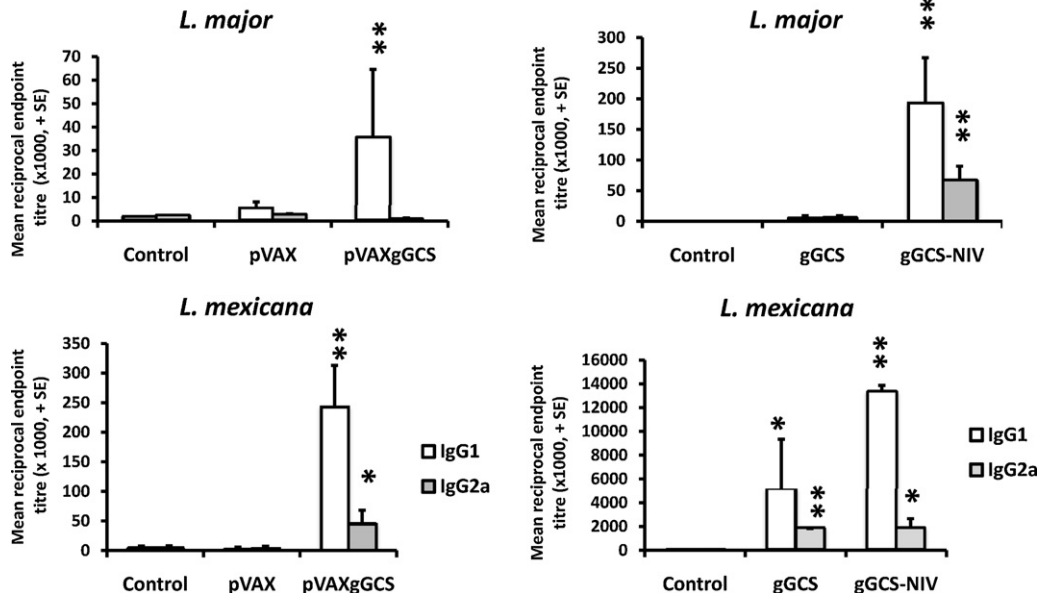 L. major
**
Mean reciprocal endpoint
titre (x1000, + SE)
70
60
50
40
30
20
10
0
Control pVAX pVAXgGCS
L. major
**
**
Mean reciprocal endpoint
titre (x1000, + SE)
300
250
200
150
100
50
0
Control gGCS gGCS-NIV
L. mexicana
**
*
Mean reciprocal endpoint
titre (x 1000, + SE)
350
300
250
200
150
100
50
0
IgG1
IgG2a
Control pVAX pVAXgGCS
L. mexicana
**
*
**
*
Mean reciprocal endpoint
titre (x1000, + SE)
16000
14000
12000
10000
8000
6000
4000
2000
0
IgG1
IgG2a
Control gGCS gGCS-NIV